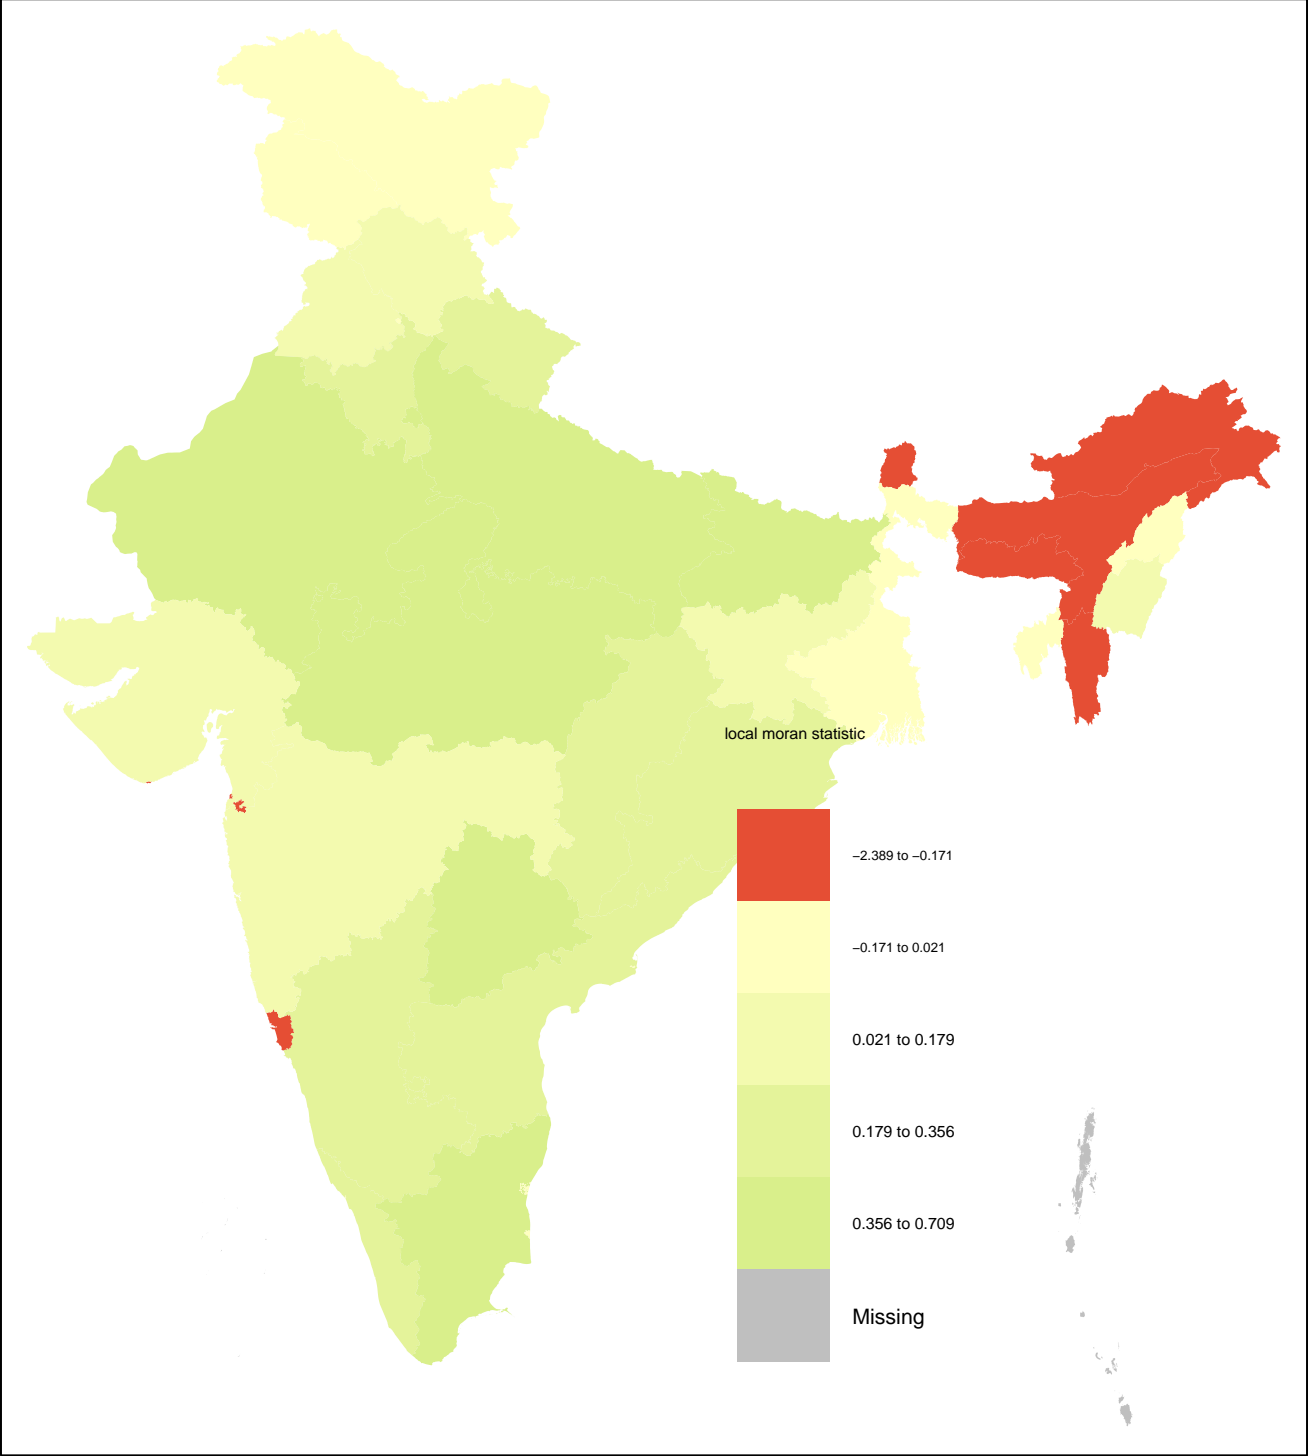 local moran statistic
−2.389 to −0.171
−0.171 to 0.021
0.021 to 0.179
0.179 to 0.356
0.356 to 0.709
Missing